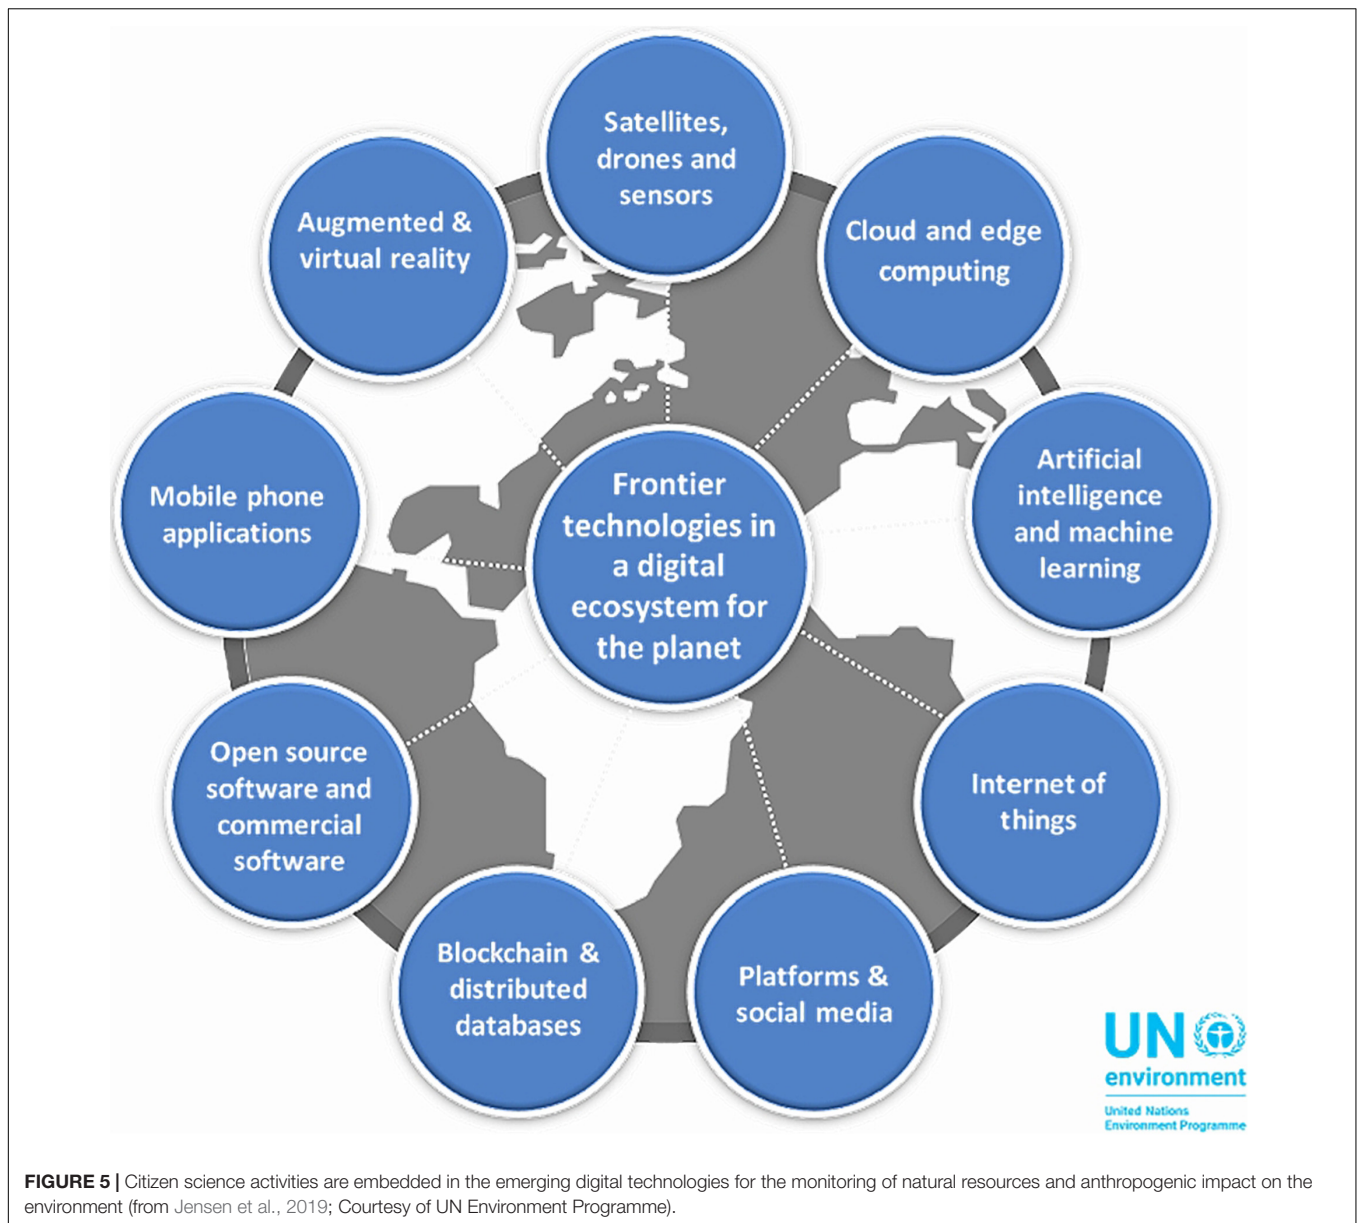 Satellites,
drones and
sensors
Cloud and edge
computing
Artificial
intelligence
and machine
learning
Internet of
things
Platforms &
social media
Blockchain &
distributed
databases
Open source
software and
commercial
software
Mobile phone
applications
Augmented &
virtual reality
Frontier
technologies in
a digital
ecosystem for
the planet
UN
environment
United Nations
Environment Programme
FIGURE 5 | Citizen science activities are embedded in the emerging digital technologies for the monitoring of natural resources and anthropogenic impact on the
environment (from Jensen et al., 2019; Courtesy of UN Environment Programme).